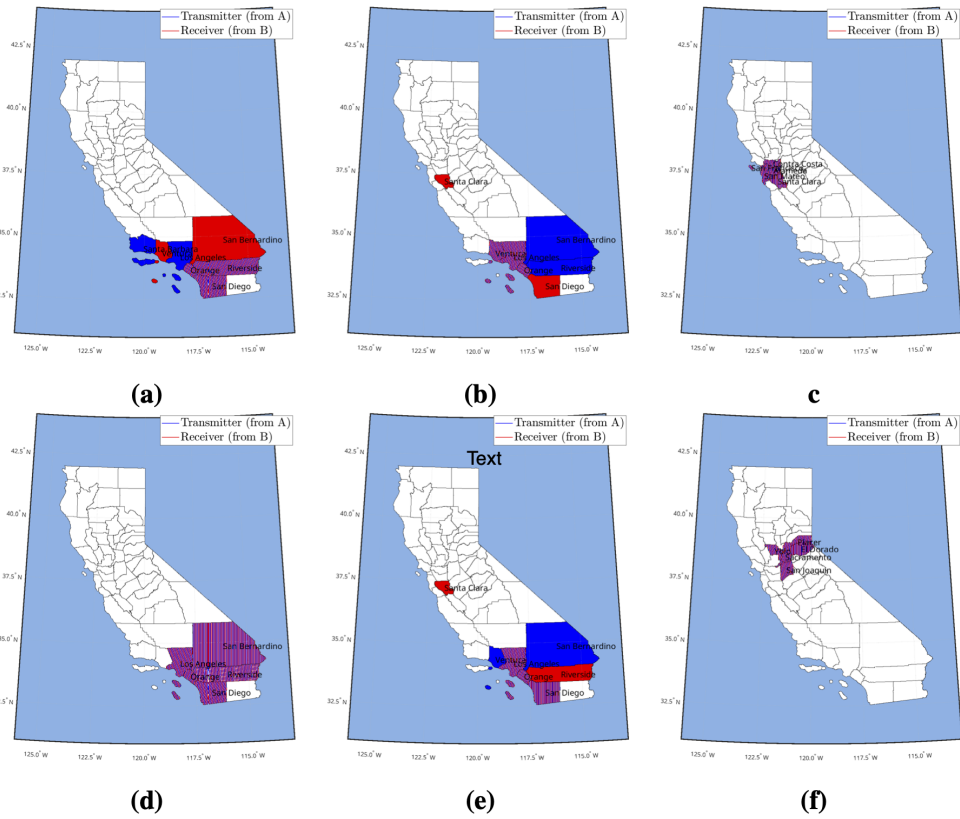 Transmitter (from A)
Receiver (from B)
42.5° N
40.0° N
37.5° N
35.0° N
2.5° N
125.0° W
122.5° W
120.0° W
117.5° W
115.0° W
San Bernardino
Los Angeles
Orange
Riverside
San Diego
(a)
Transmitter (from A)
Receiver (from B)
42.5° N
40.0° N
37.5° N
35.0° N
32.5° N
125.0° W
122.5° W
120.0° W
117.5° W
115.0° W
Santa Clara
San Bernardino
Ventura
Los Angeles
Orange
Riverside
San Diego
(b)
Transmitter (from A)
Receiver (from B)
42.5° N
40.0° N
37.5° N
35.0° N
32.5° N
125.0° W
122.5° W
120.0° W
117.5° W
115.0° W
Contra Costa
Alameda
San Mateo
Santa Clara
c
Transmitter (from A)
Receiver (from B)
42.5° N
40.0° N
37.5° N
35.0° N
32.5° N
125.0° W
122.5° W
120.0° W
117.5° W
115.0° W
San Bernardino
Los Angeles
Orange
Riverside
San Diego
(d)
Transmitter (from A)
Receiver (from B)
Text
42.5° N
40.0° N
37.5° N
35.0° N
32.5° N
125.0° W
122.5° W
120.0° W
117.5° W
115.0° W
Santa Clara
San Bernardino
Ventura
Los Angeles
Orange
Riverside
San Diego
(e)
Transmitter (from A)
Receiver (from B)
42.5° N
40.0° N
37.5° N
35.0° N
32.5° N
125.0° W
122.5° W
120.0° W
117.5° W
115.0° W
Placer
Yolo
El Dorado
Sacramento
San Joaquin
(f)